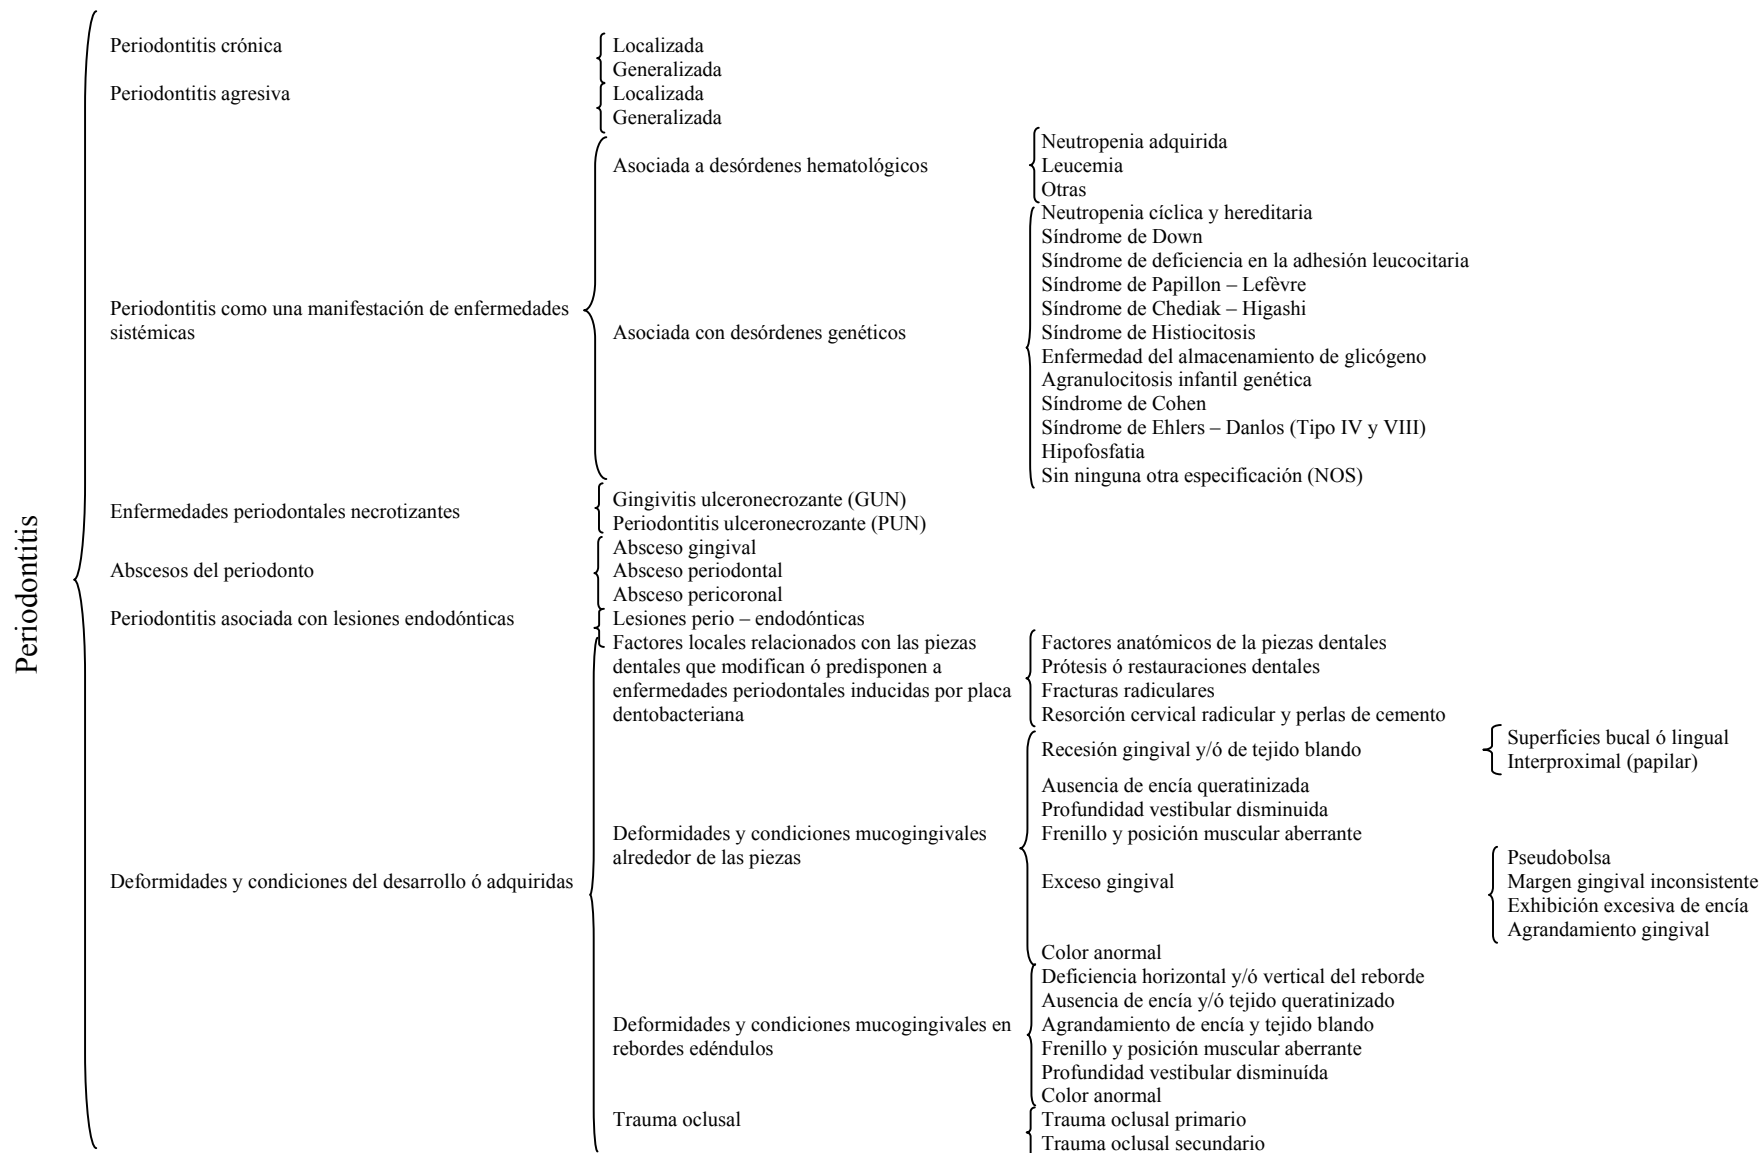 Periodontitis
Periodontitis crónica
Localizada
Generalizada
Periodontitis agresiva
Localizada
Generalizada
Periodontitis como una manifestación de enfermedades
sistémicas
Asociada a desórdenes hematológicos
Neutropenia adquirida
Leucemia
Otras
Asociada con desórdenes genéticos
Neutropenia cíclica y hereditaria
Síndrome de Down
Síndrome de deficiencia en la adhesión leucocitaria
Síndrome de Papillon – Lefèvre
Síndrome de Chediak – Higashi
Síndrome de Histiocitosis
Enfermedad del almacenamiento de glicógeno
Agranulocitosis infantil genética
Síndrome de Cohen
Síndrome de Ehlers – Danlos (Tipo IV y VIII)
Hipofosfatia
Sin ninguna otra especificación (NOS)
Enfermedades periodontales necrotizantes
Gingivitis ulceronecrozante (GUN)
Periodontitis ulceronecrozante (PUN)
Abscesos del periodonto
Absceso gingival
Absceso periodontal
Absceso pericoronal
Periodontitis asociada con lesiones endodónticas
Lesiones perio – endodónticas
Deformidades y condiciones del desarrollo ó adquiridas
Factores locales relacionados con las piezas
dentales que modifican ó predisponen a
enfermedades periodontales inducidas por placa
dentobacteriana
Factores anatómicos de la piezas dentales
Prótesis ó restauraciones dentales
Fracturas radiculares
Resorción cervical radicular y perlas de cemento
Deformidades y condiciones mucogingivales
alrededor de las piezas
Recesión gingival y/ó de tejido blando
Superficies bucal ó lingual
Interproximal (papilar)
Ausencia de encía queratinizada
Profundidad vestibular disminuida
Frenillo y posición muscular aberrante
Exceso gingival
Pseudobolsa
Margen gingival inconsistente
Exhibición excesiva de encía
Agrandamiento gingival
Color anormal
Deformidades y condiciones mucogingivales en
rebordes edéndulos
Deficiencia horizontal y/ó vertical del reborde
Ausencia de encía y/ó tejido queratinizado
Agrandamiento de encía y tejido blando
Frenillo y posición muscular aberrante
Profundidad vestibular disminuída
Color anormal
Trauma oclusal
Trauma oclusal primario
Trauma oclusal secundario